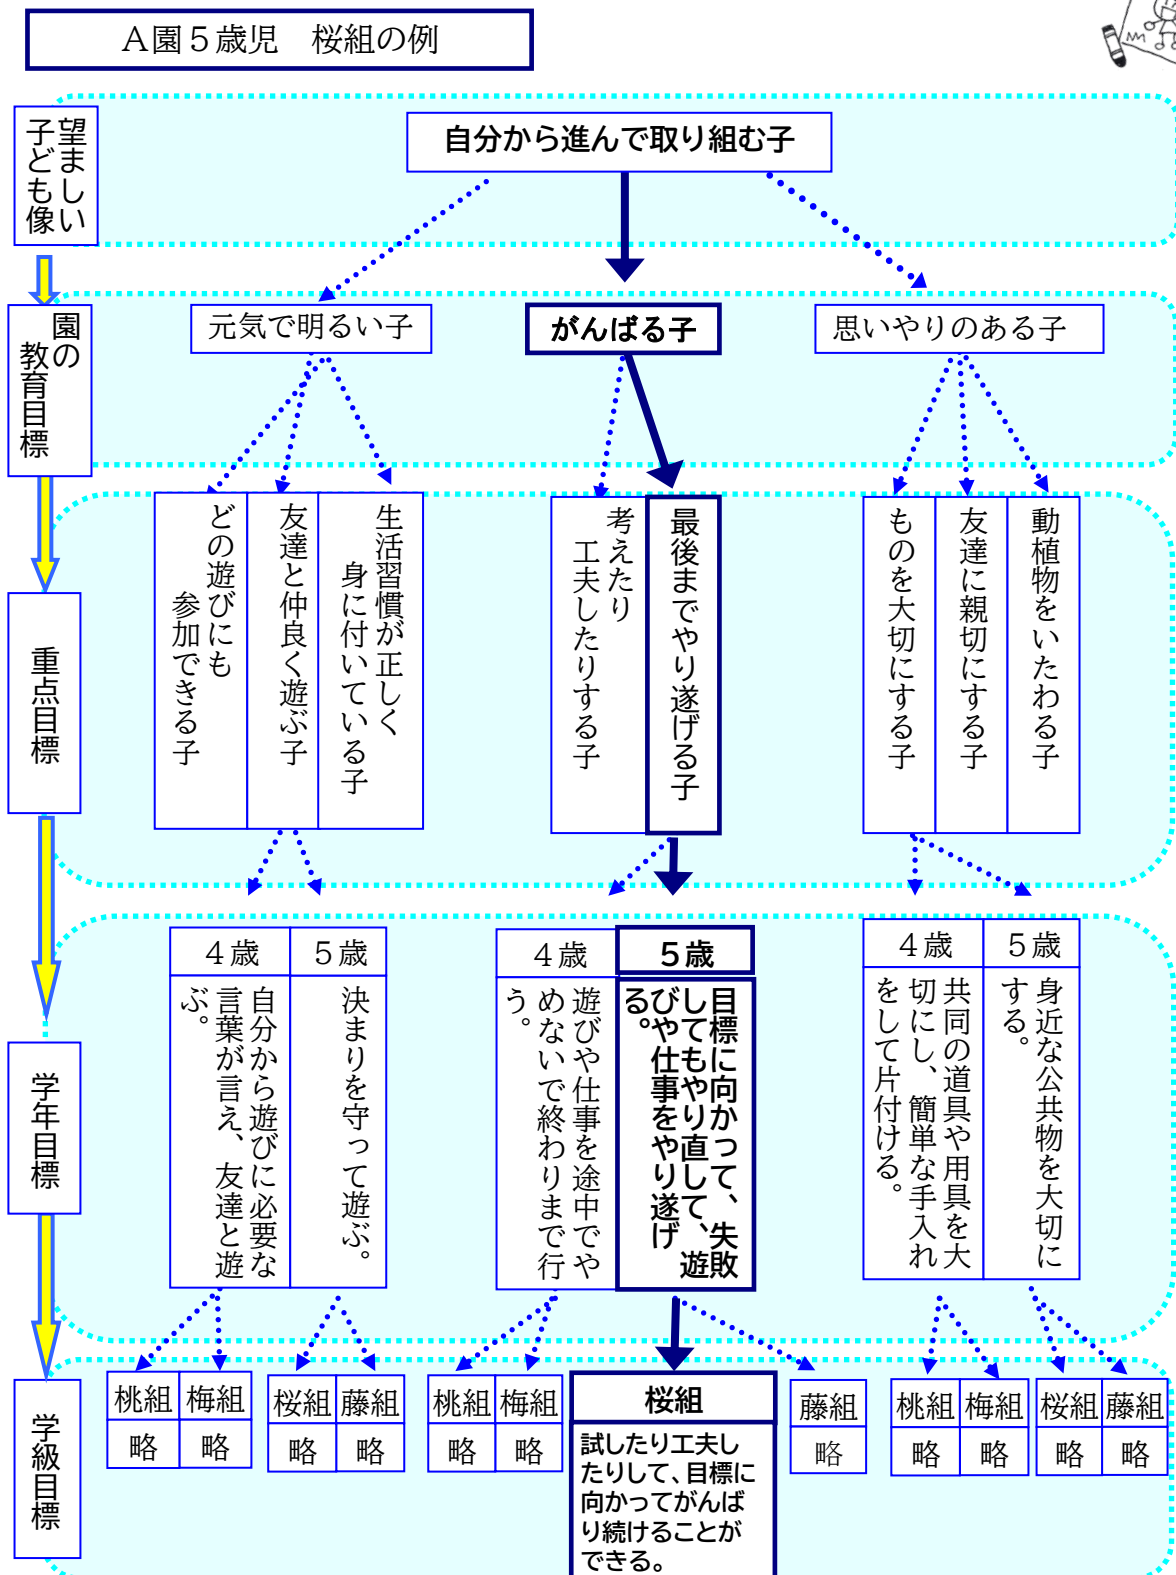 A園５歳児　桜組の例
望ましい
子ども像
自分から進んで取り組む子
園の
教育目標
元気で明るい子
がんばる子
思いやりのある子
重点目標
どの遊びにも
参加できる子
友達と仲良く遊ぶ子
生活習慣が正しく
身に付いている子
考えたり
工夫したりする子
最後までやり遂げる子
ものを大切にする子
友達に親切にする子
動植物をいたわる子
学年目標
４歳
自分から遊びに必要な
言葉が言え、友達と遊
ぶ。
５歳
決まりを守って遊ぶ。
４歳
遊びや仕事を途中でや
めないで終わりまで行
う。
５歳
目標に向かって、失敗
してもやり直して、遊
びや仕事をやり遂げ
る。
４歳
共同の道具や用具を大
切にし、簡単な手入れ
をして片付ける。
５歳
身近な公共物を大切に
する。
学級目標
桃組
略
梅組
略
桜組
略
藤組
略
桃組
略
梅組
略
桜組
試したり工夫し
たりして、目標に
向かってがんば
り続けることが
できる。
藤組
略
桃組
略
梅組
略
桜組
略
藤組
略